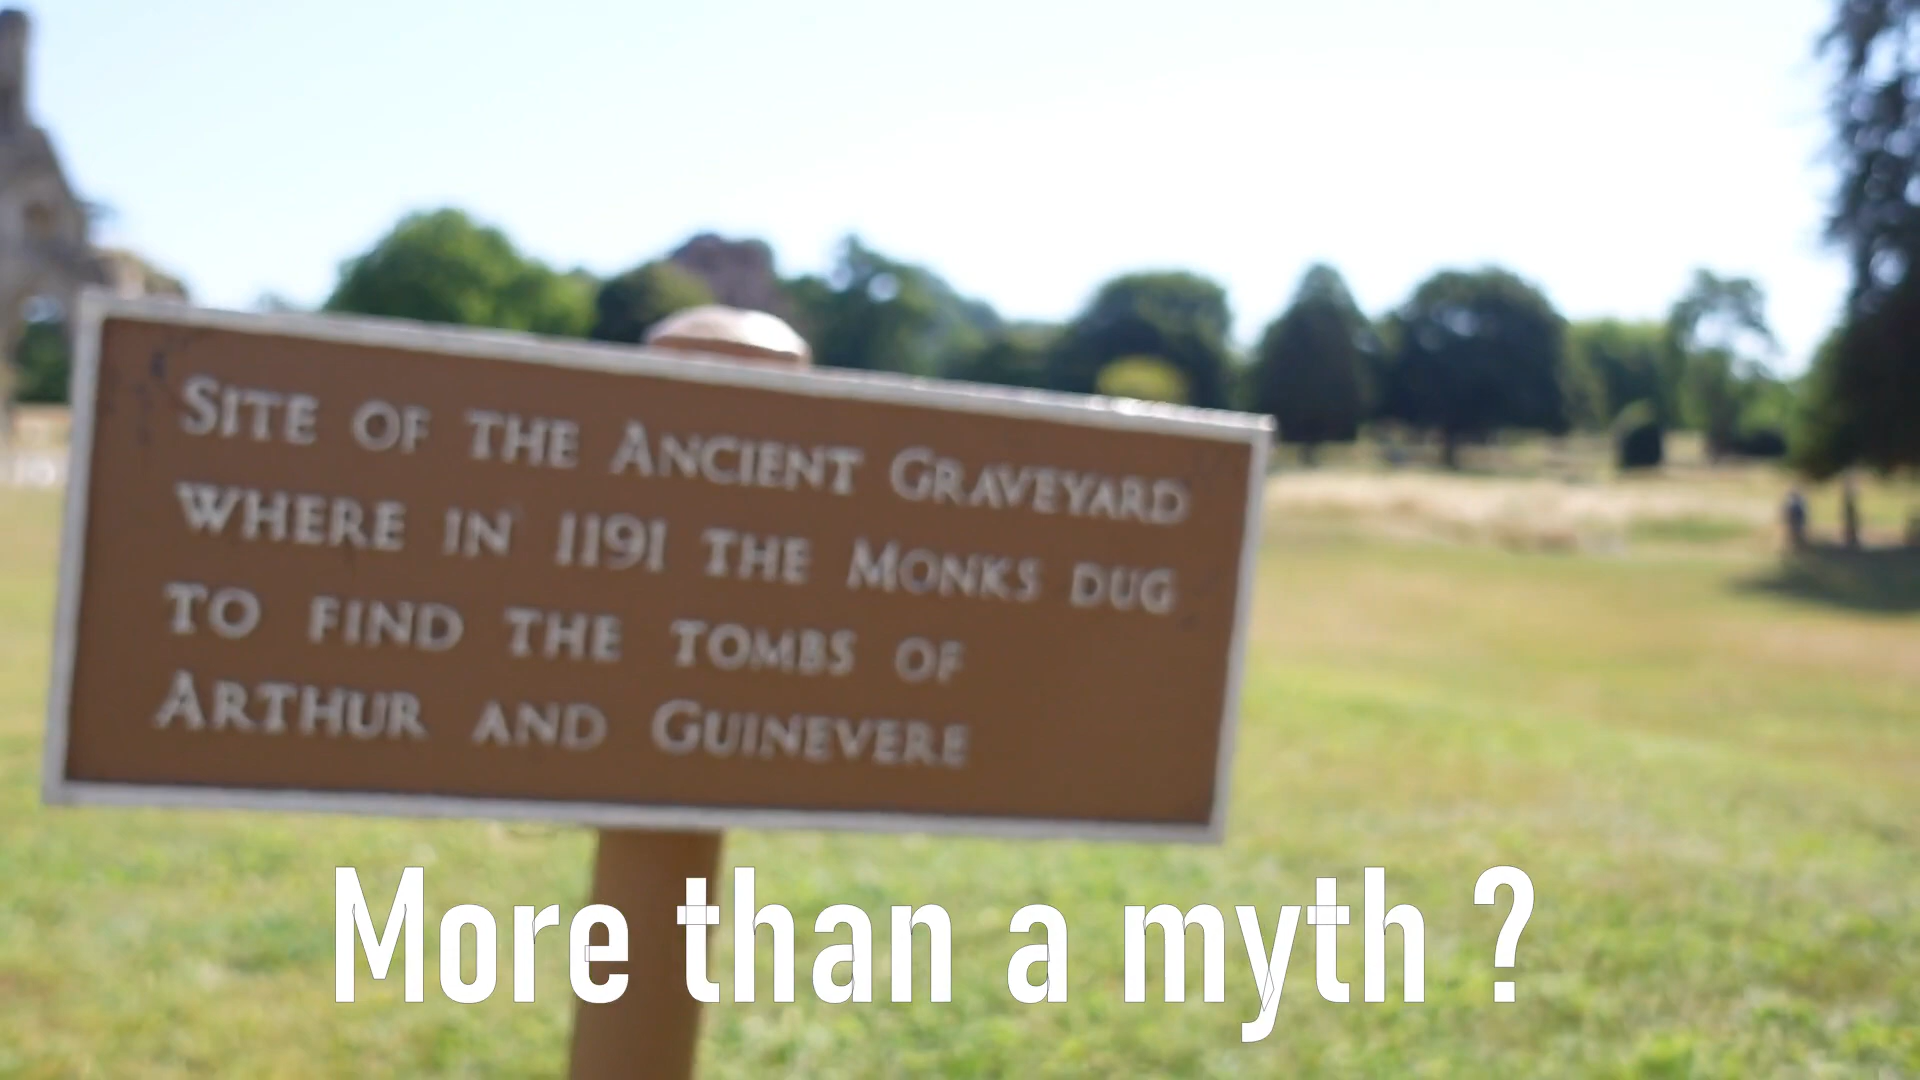 Site of the Ancient Graveyard
where in 1191 the Monks dug
to find the tombs of
Arthur and Guinevere
More than a myth ?